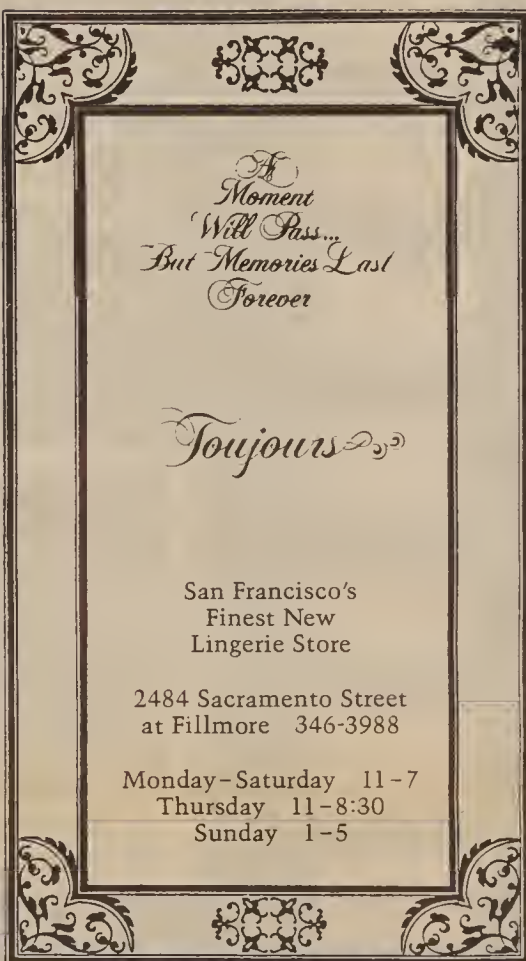 A
Moment
Will Pass...
But Memories Last
Forever
Toujours
San Francisco's
Finest New
Lingerie Store
2484 Sacramento Street
at Fillmore 346-3988
Monday–Saturday 11–7
Thursday 11–8:30
Sunday 1–5